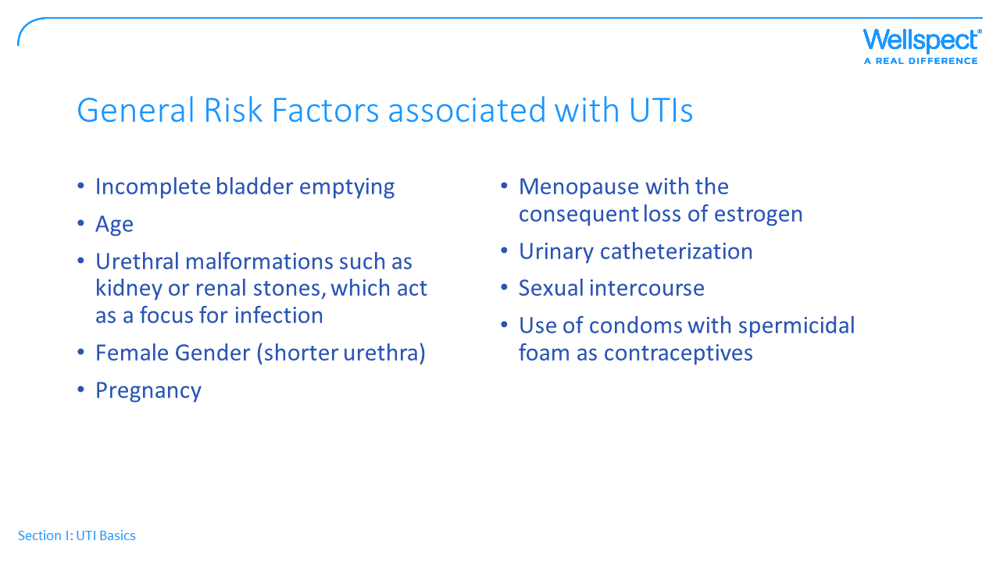 Wellspect®
A REAL DIFFERENCE
General Risk Factors associated with UTIs
• Incomplete bladder emptying
• Age
• Urethral malformations such as
kidney or renal stones, which act
as a focus for infection
• Female Gender (shorter urethra)
• Pregnancy
• Menopause with the
consequent loss of estrogen
• Urinary catheterization
• Sexual intercourse
• Use of condoms with spermicidal
foam as contraceptives
Section I: UTI Basics